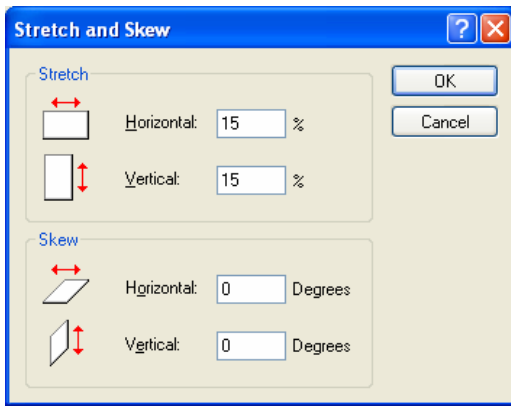 Stretch and Skew
Stretch
OK
Horizontal: 15 %
Cancel
Vertical: 15 %
Skew
Horizontal: 0 Degrees
Vertical: 0 Degrees